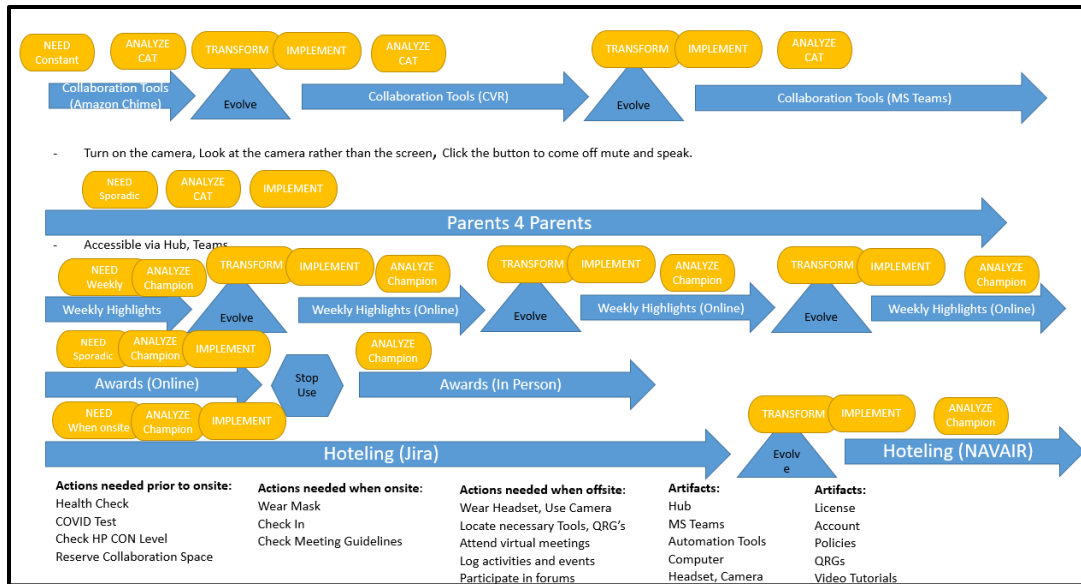 NEED
Constant
ANALYZE
CAT
TRANSFORM
IMPLEMENT
ANALYZE
CAT
TRANSFORM
IMPLEMENT
ANALYZE
CAT
Collaboration Tools
(Amazon Chime)
Evolve
Collaboration Tools (CVR)
Evolve
Collaboration Tools (MS Teams)
- Turn on the camera, Look at the camera rather than the screen, Click the button to come off mute and speak.
NEED
Sporadic
ANALYZE
CAT
IMPLEMENT
Parents 4 Parents
- Accessible via Hub, Teams
NEED
Weekly
ANALYZE
Champion
TRANSFORM
IMPLEMENT
ANALYZE
Champion
TRANSFORM
IMPLEMENT
ANALYZE
Champion
TRANSFORM
IMPLEMENT
ANALYZE
Champion
Weekly Highlights
Evolve
Weekly Highlights (Online)
Evolve
Weekly Highlights (Online)
Evolve
Weekly Highlights (Online)
NEED
Sporadic
ANALYZE
Champion
IMPLEMENT
ANALYZE
Champion
Awards (Online)
Stop
Use
Awards (In Person)
NEED
When onsite
ANALYZE
Champion
IMPLEMENT
TRANSFORM
IMPLEMENT
ANALYZE
Champion
Hoteling (Jira)
Evolv
e
Hoteling (NAVAIR)
Actions needed prior to onsite:
Health Check
COVID Test
Check HP CON Level
Reserve Collaboration Space
Actions needed when onsite:
Wear Mask
Check In
Check Meeting Guidelines
Actions needed when offsite:
Wear Headset, Use Camera
Locate necessary Tools, QRG's
Attend virtual meetings
Log activities and events
Participate in forums
Artifacts:
Hub
MS Teams
Automation Tools
Computer
Headset, Camera
Artifacts:
License
Account
Policies
QRGs
Video Tutorials